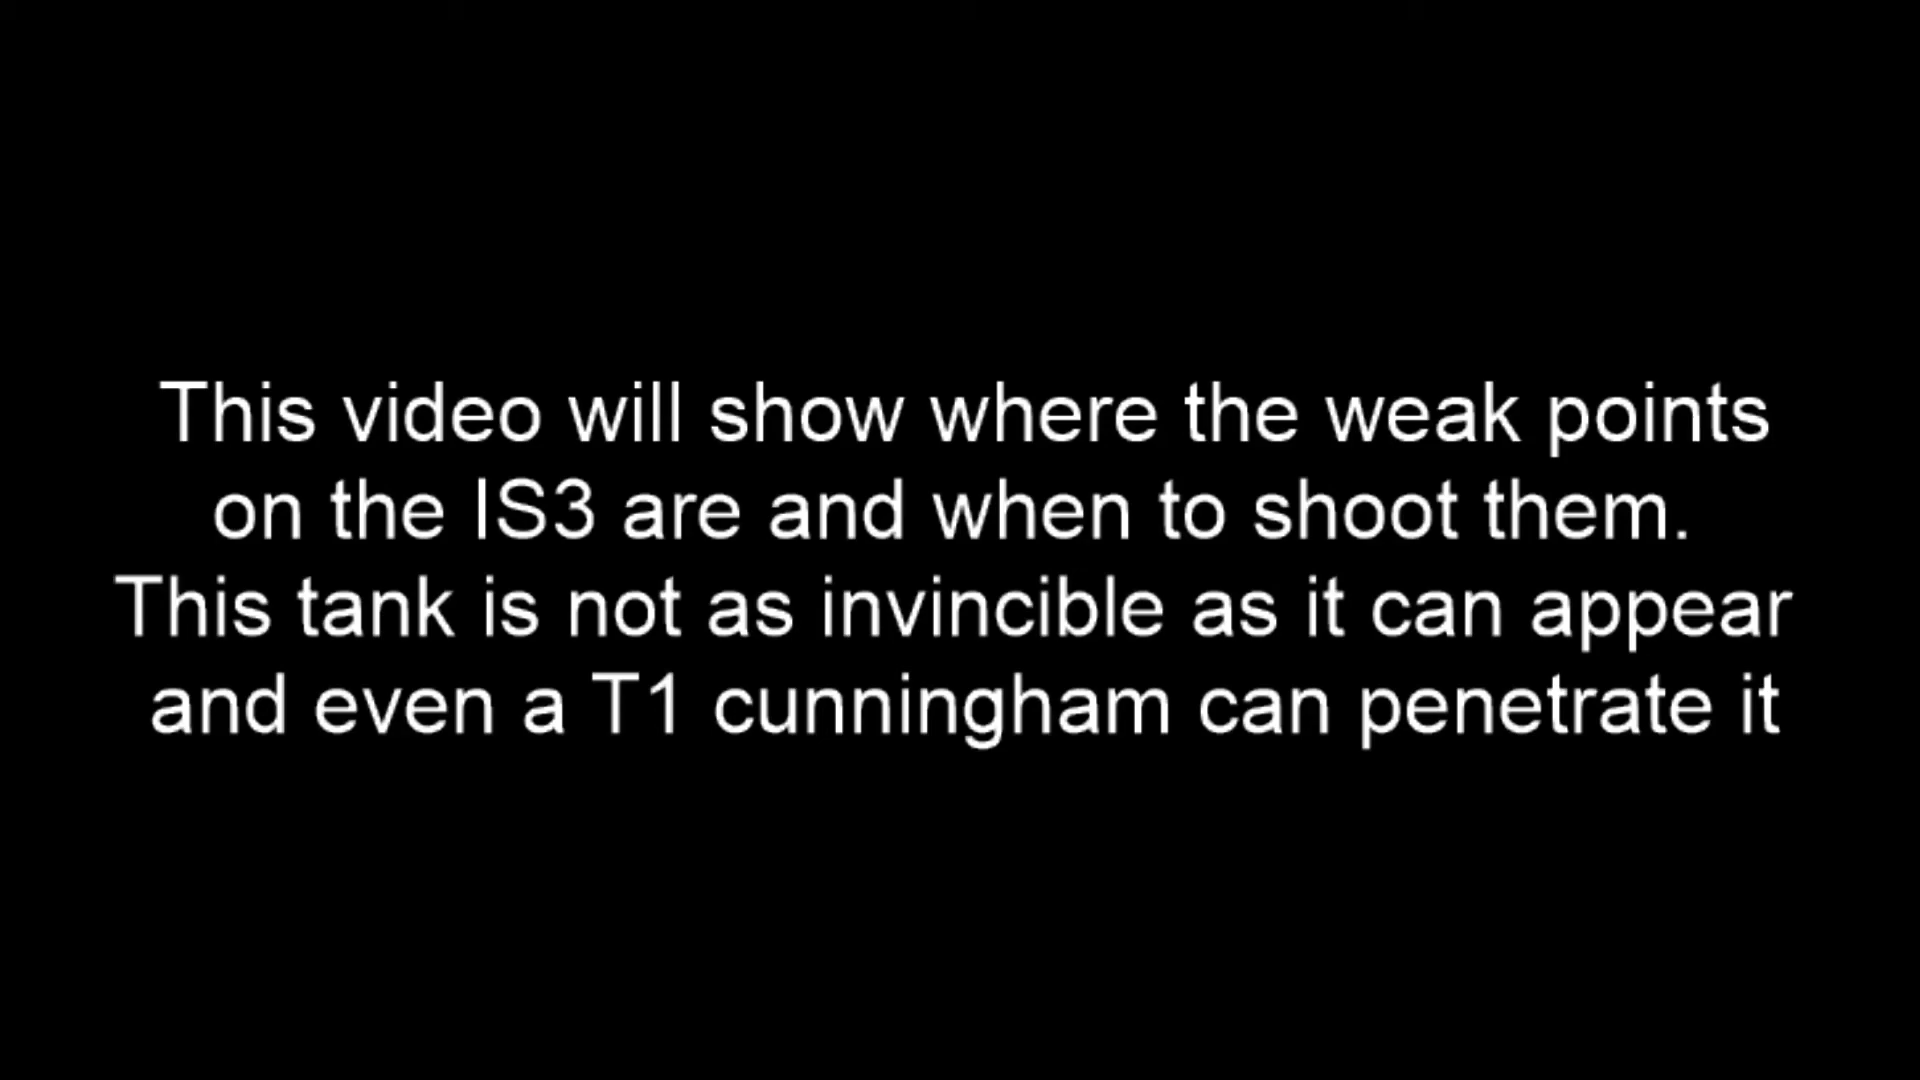 This video will show where the weak points
on the IS3 are and when to shoot them.
This tank is not as invincible as it can appear
and even a T1 cunningham can penetrate it